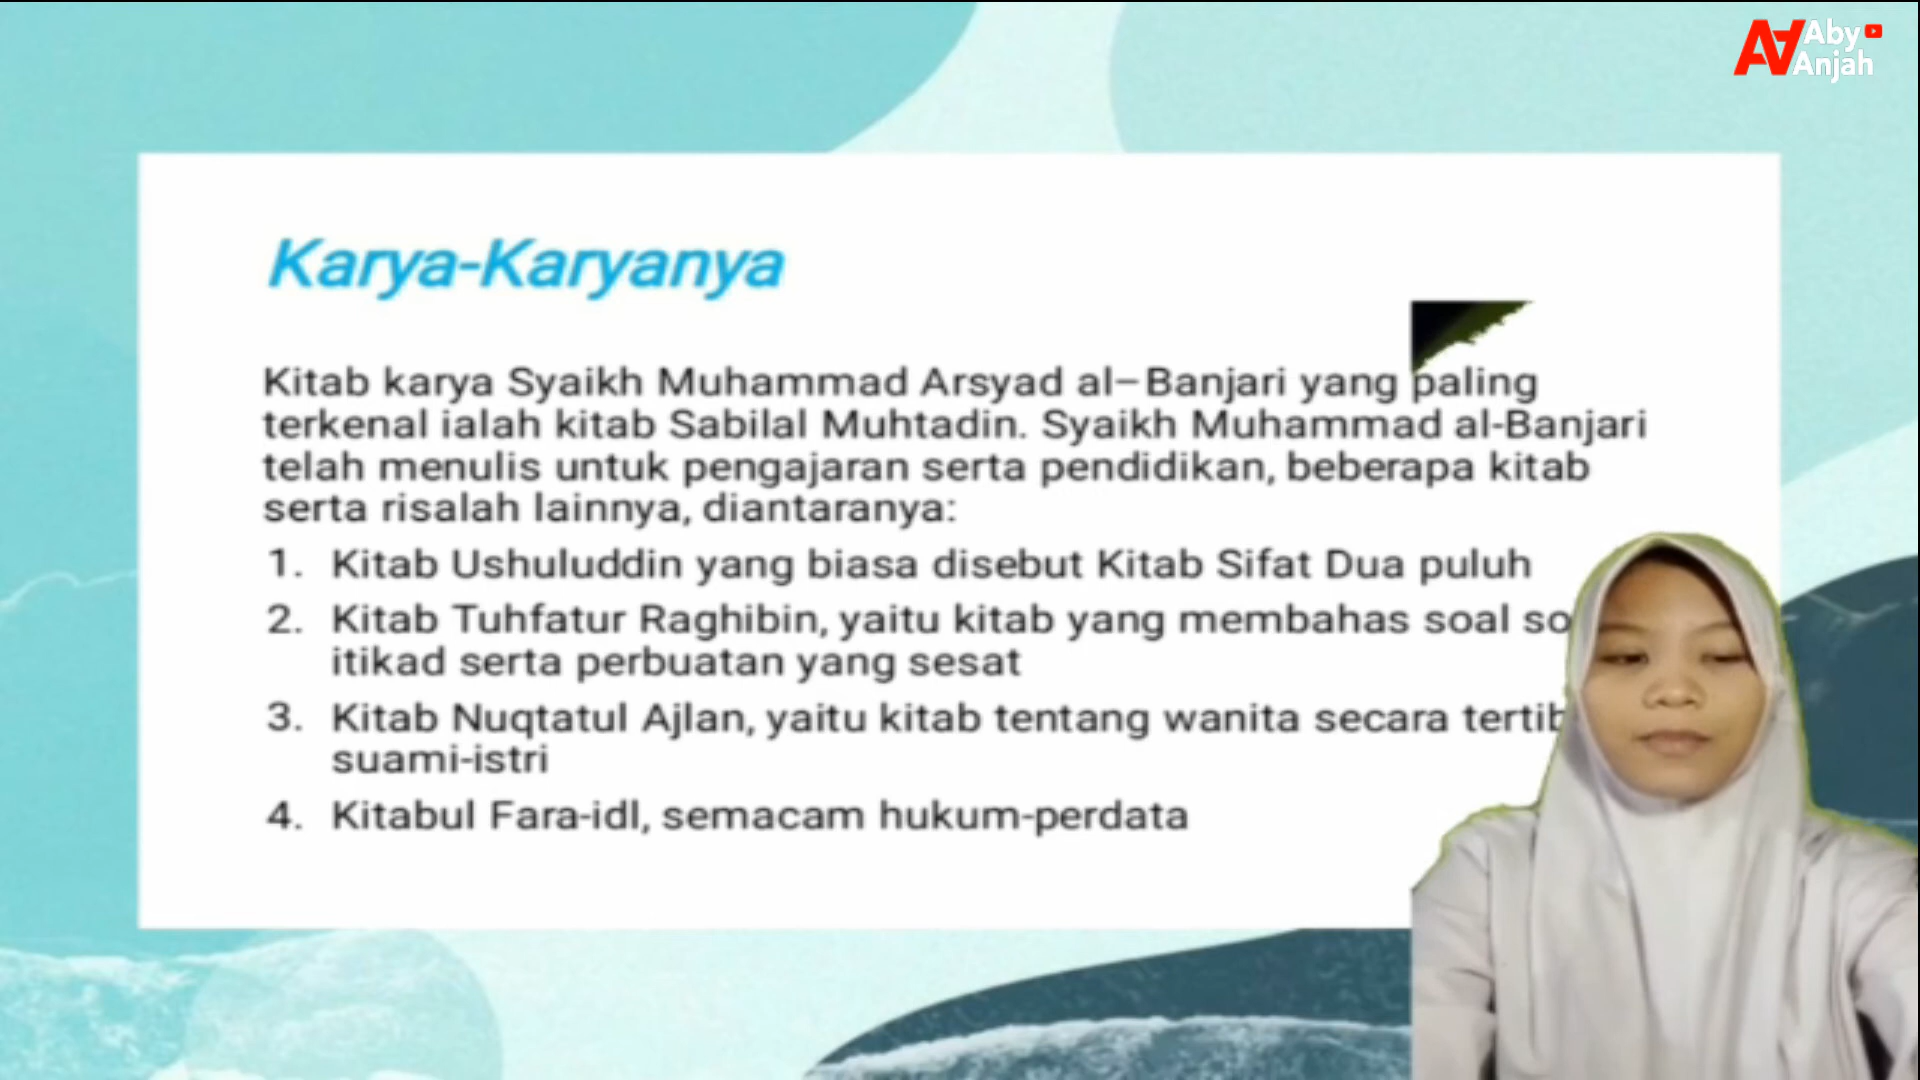 Aby
Anjah
Karya-Karyanya
Kitab karya Syaikh Muhammad Arsyad al–Banjari yang paling
terkenal ialah kitab Sabilal Muhtadin. Syaikh Muhammad al-Banjari
telah menulis untuk pengajaran serta pendidikan, beberapa kitab
serta risalah lainnya, diantaranya:
1. Kitab Ushuluddin yang biasa disebut Kitab Sifat Dua puluh
2. Kitab Tuhfatur Raghibin, yaitu kitab yang membahas soal
itikad serta perbuatan yang sesat
3. Kitab Nuqtatul Ajlan, yaitu kitab tentang wanita secara tertib
suami-istri
4. Kitabul Fara-idl, semacam hukum-perdata